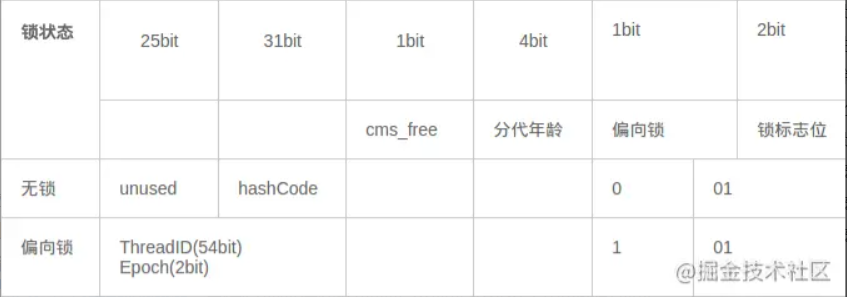 锁状态 25bit 31bit 1bit 4bit 1bit 2bit
cms_free 分代年龄 偏向锁 锁标志位
无锁 unused hashCode 0 01
偏向锁 ThreadID(54bit) 1 01
Epoch(2bit)
@掘金技术社区